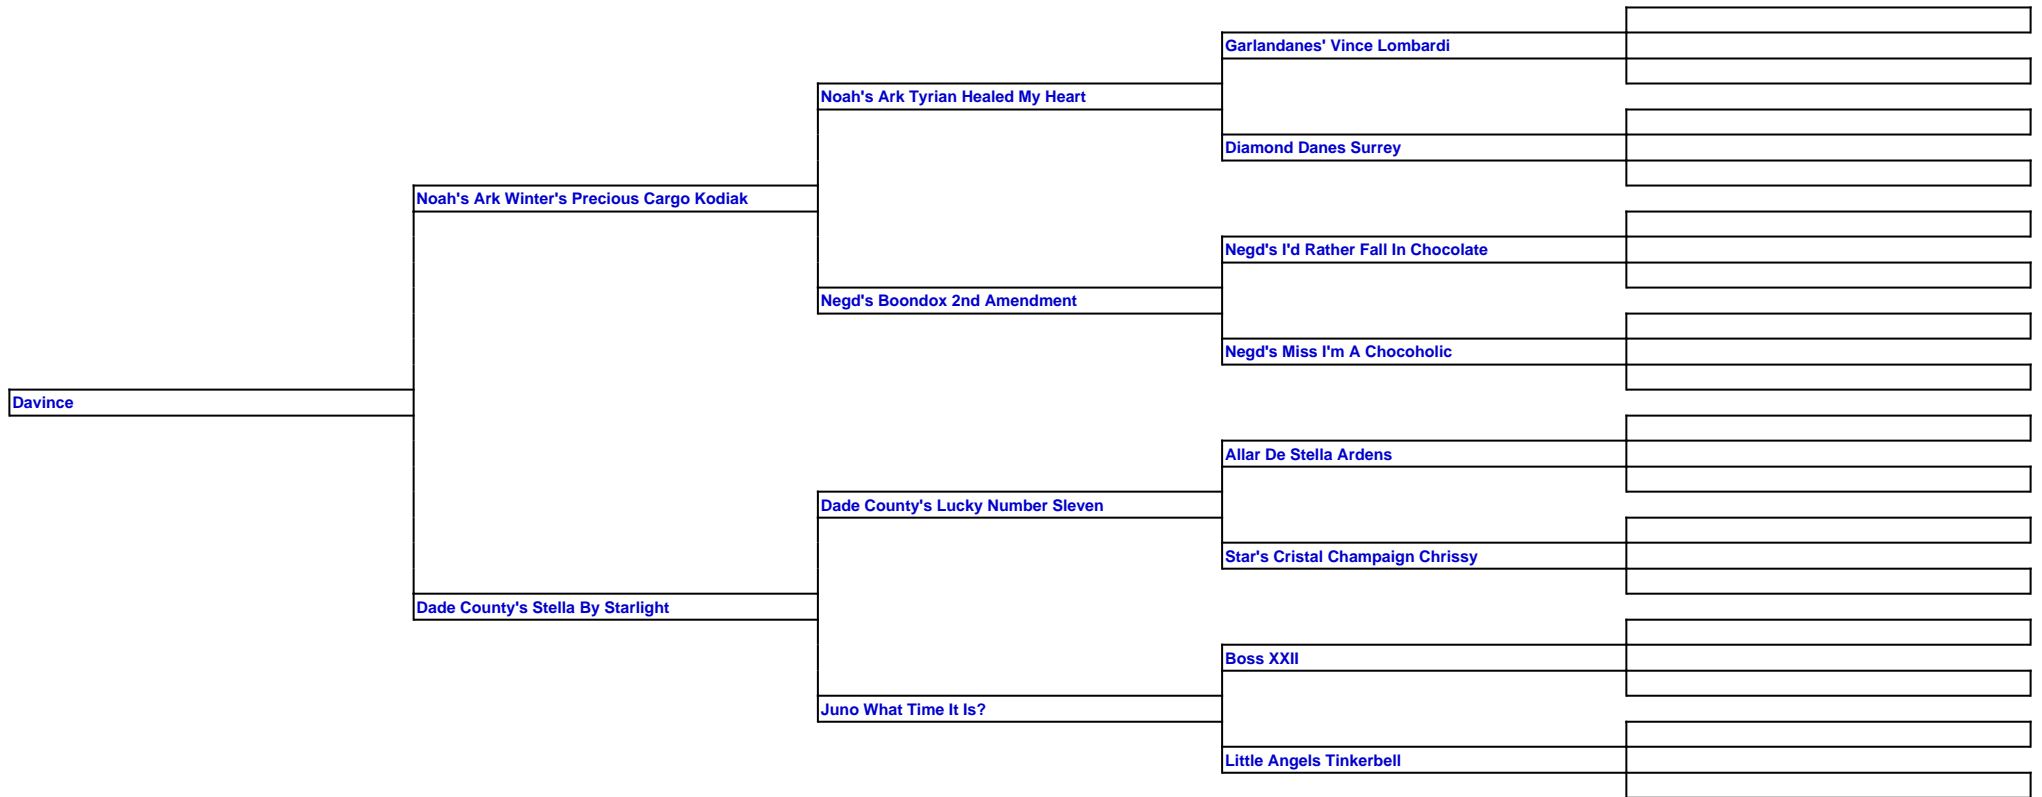 Garlandanes' Vince Lombardi
Noah's Ark Tyrian Healed My Heart
Diamond Danes Surrey
Noah's Ark Winter's Precious Cargo Kodiak
Negd's I'd Rather Fall In Chocolate
Negd's Boondox 2nd Amendment
Negd's Miss I'm A Chocoholic
Davince
Allar De Stella Ardens
Dade County's Lucky Number Sleven
Star's Cristal Champaign Chrissy
Dade County's Stella By Starlight
Boss XXII
Juno What Time It Is?
Little Angels Tinkerbell